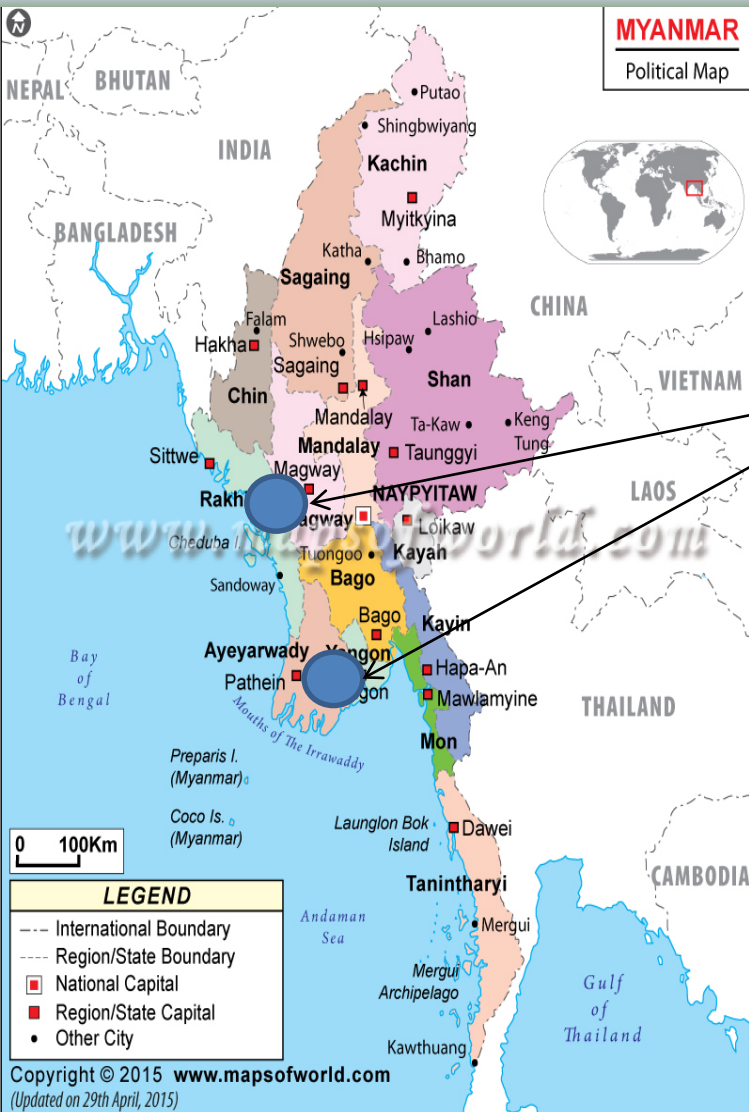 N
MYANMAR
Political Map
NEPAL
BHUTAN
INDIA
BANGLADESH
CHINA
VIETNAM
LAOS
THAILAND
CAMBODIA
Putao
Shingbwiyang
Kachin
Myitkyina
Katha
Bhamo
Sagaing
Falam
Hakha
Shwebo
Sagaing
Hsipaw
Lashio
Shan
Chin
Mandalay
Mandalay
Ta-Kaw
Keng
Tung
Taunggyi
Sittwe
Magway
NAYPYITAW
Loikaw
www.mapsofworld.com
Cheduba I.
Tuongoo
Kayan
Bago
Sandoway
Bago
Kayin
Ayeyarwady
Pathein
Hapa-An
Mawlamyine
Mouths of The Irrawaddy
Mon
Bay
of
Bengal
Preparis I.
(Myanmar)
Coco Is.
(Myanmar)
Launglon Bok
Island
Dawei
Tanintharyi
Andaman
Sea
Mergui
Mergui
Archipelago
Gulf
of
Thailand
Kawthuang
0 100Km
LEGEND
International Boundary
Region/State Boundary
National Capital
Region/State Capital
Other City
Copyright © 2015 www.mapsofworld.com
(Updated on 29th April, 2015)